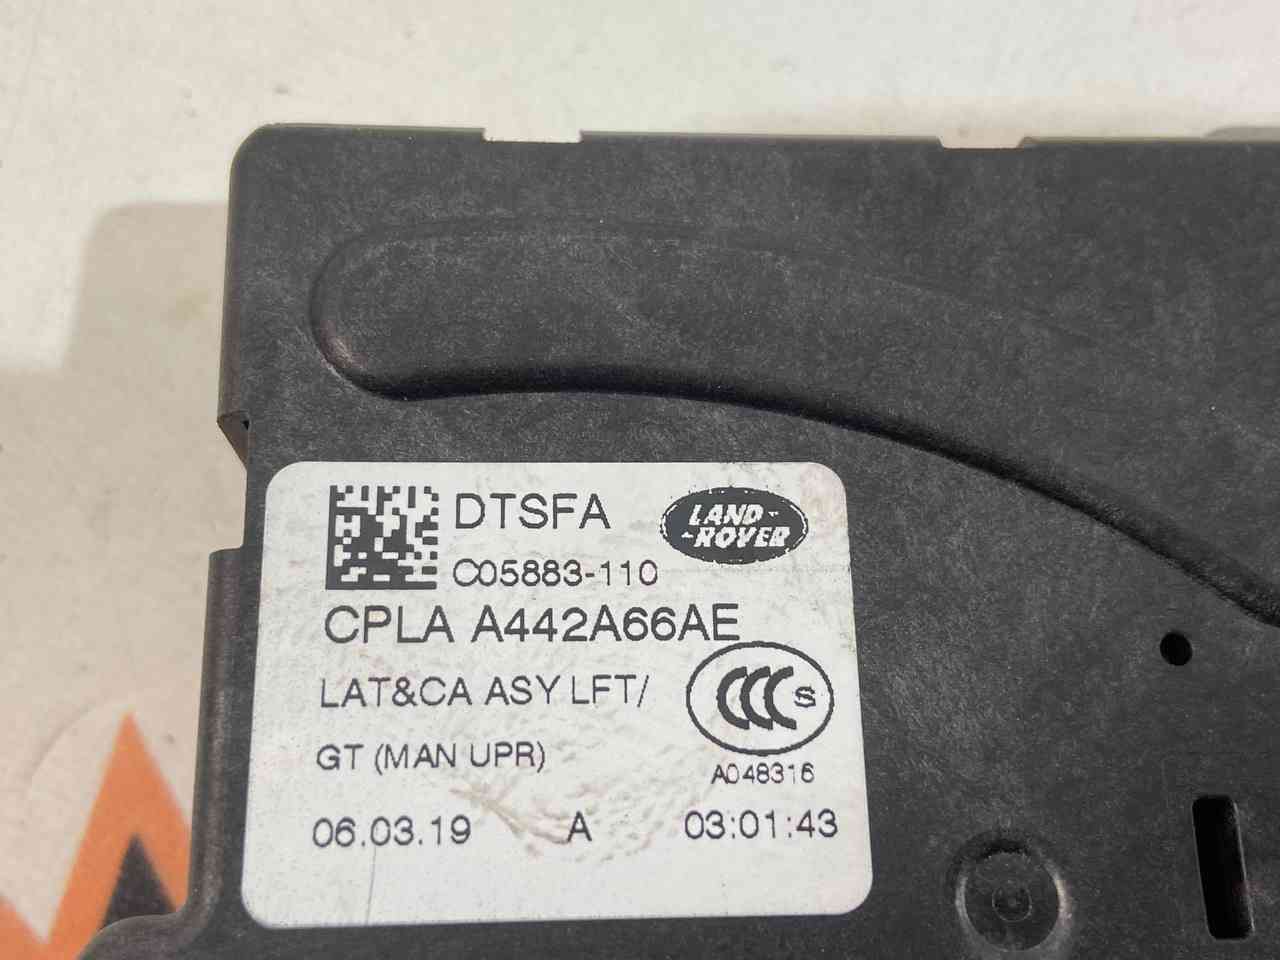 DTSFA
LAND-
-ROVER
C05883-110
CPLA A442A66AE
LAT&CA ASY LFT/
CCC S
GT (MAN UPR)
A048316
06.03.19 A 03:01:43